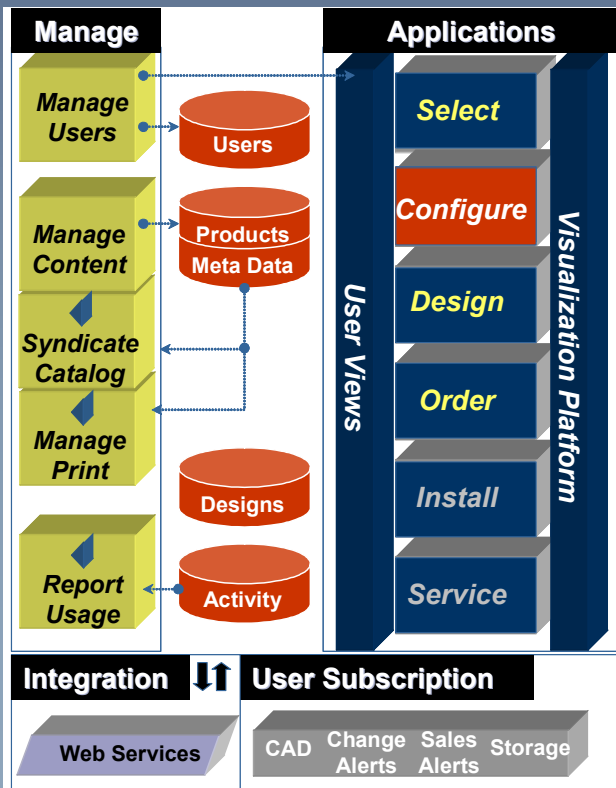 Manage
Applications
Manage
Users
Users
Manage
Content
Products
Meta Data
Syndicate
Catalog
Manage
Print
Designs
Report
Usage
Activity
User Views
Select
Configure
Design
Order
Install
Service
Visualization Platform
Integration
User Subscription
Web Services
CAD
Change
Alerts
Sales
Alerts
Storage